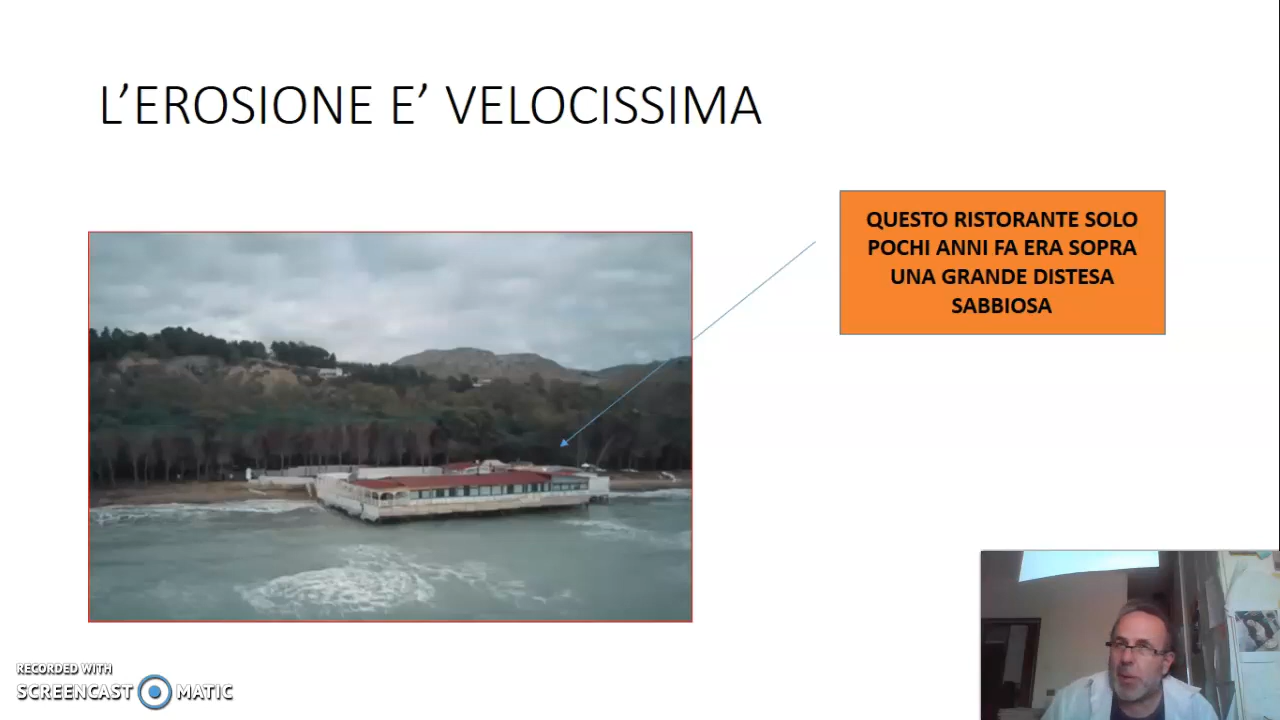 L’EROSIONE E’ VELOCISSIMA
QUESTO RISTORANTE SOLO
POCHI ANNI FA ERA SOPRA
UNA GRANDE DISTESA
SABBIOSA
RECORDED WITH
SCREENCAST MATIC